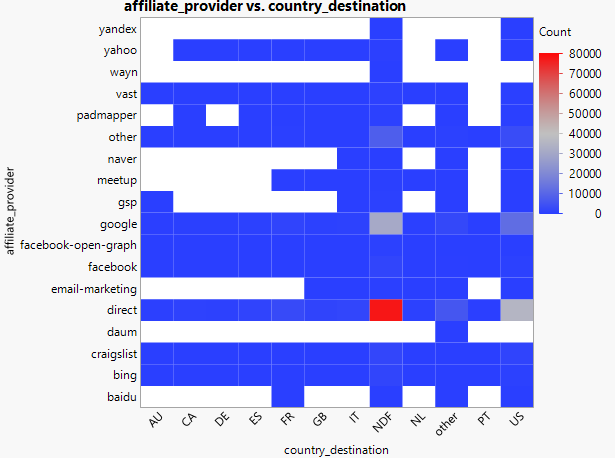 affiliate_provider vs. country_destination
yandex
yahoo
wayn
vast
padmapper
other
naver
meetup
gsp
google
facebook-open-graph
facebook
email-marketing
direct
daum
craigslist
bing
baidu
affiliate_provider
AU
CA
DE
ES
FR
GB
IT
NDF
NL
other
PT
US
country_destination
Count
80000
70000
60000
50000
40000
30000
20000
10000
0